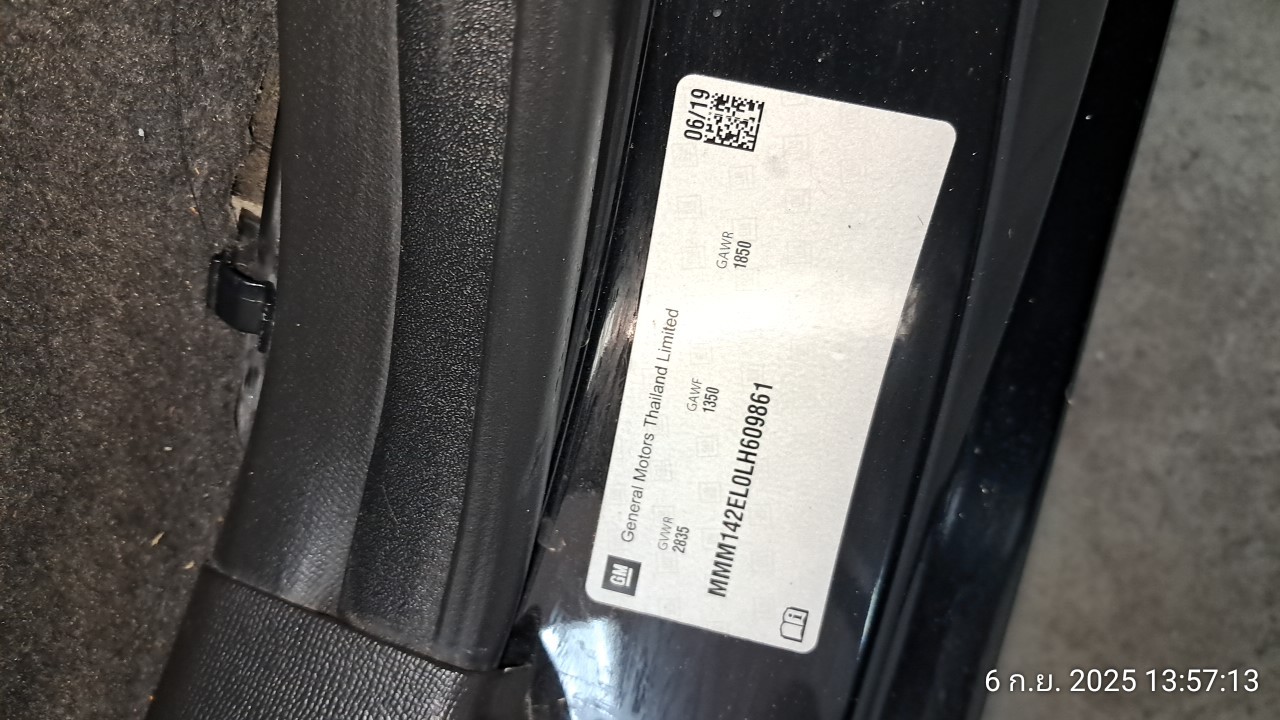 GM General Motors Thailand Limited
06/19
GVWR GAWF GAWR
2835 1350 1850
MMM142EL0LH609861
6 ก.ย. 2025 13:57:13